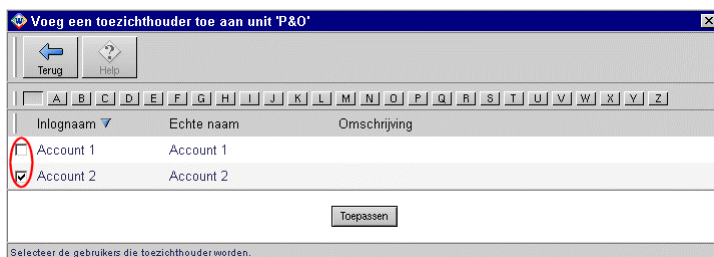 Voeg een toezichthouder toe aan unit 'P&O'
Terug Help
A B C D E F G H I J K L M N O P Q R S T U V W X Y Z
Inlognaam Echte naam Omschrijving
Account 1 Account 1
Account 2 Account 2
Toepassen
Selecteer de gebruikers die toezichthouder worden.